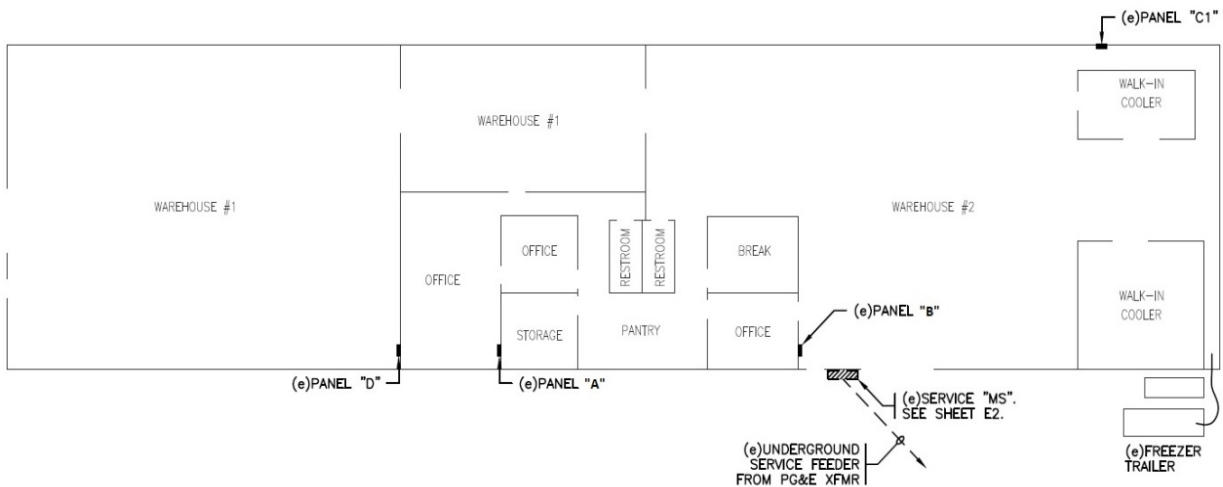 (e)PANEL "C1"
WALK-IN
COOLER
WAREHOUSE #1
WAREHOUSE #1
WAREHOUSE #2
OFFICE
OFFICE
RESTROOM
RESTROOM
BREAK
STORAGE
PANTRY
OFFICE
WALK-IN
COOLER
(e)PANEL "B"
(e)PANEL "D"
(e)PANEL "A"
(e)SERVICE "MS".
SEE SHEET E2.
(e)UNDERGROUND
SERVICE FEEDER
FROM PG&E XFMR
(e)FREEZER
TRAILER